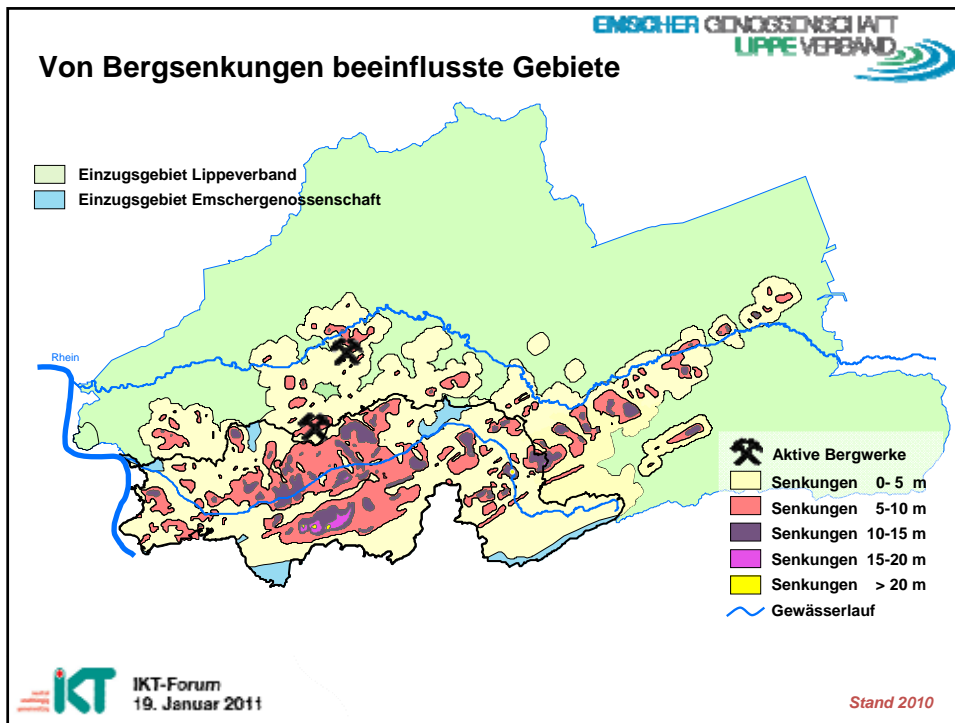 EMSCHER GENOSSENSCHAFT
LIPPE VERBAND
Von Bergsenkungen beeinflusste Gebiete
Einzugsgebiet Lippeverband
Einzugsgebiet Emschergenossenschaft
Rhein
Aktive Bergwerke
Senkungen 0- 5 m
Senkungen 5-10 m
Senkungen 10-15 m
Senkungen 15-20 m
Senkungen > 20 m
Gewässerlauf
IKT
IKT-Forum
19. Januar 2011
Stand 2010